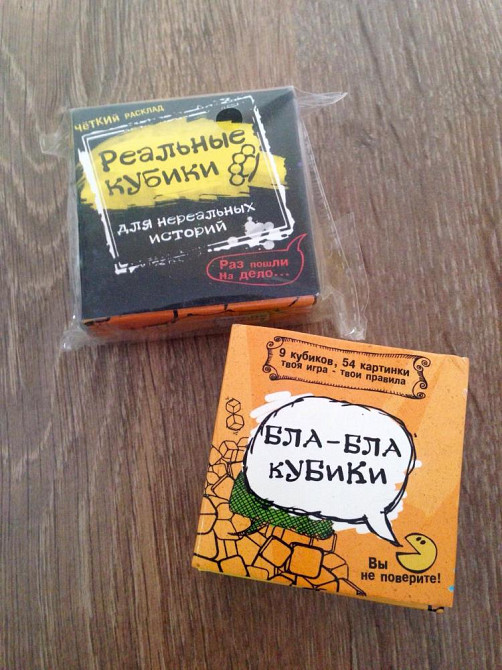 чёткий расклад
Реальные
кубики
для нереальных
историй
Раз пошли
на дело...
9 кубиков, 54 картинки
твоя игра - твои правила
БЛА-БЛА
кУБиКи
Вы
не поверите!